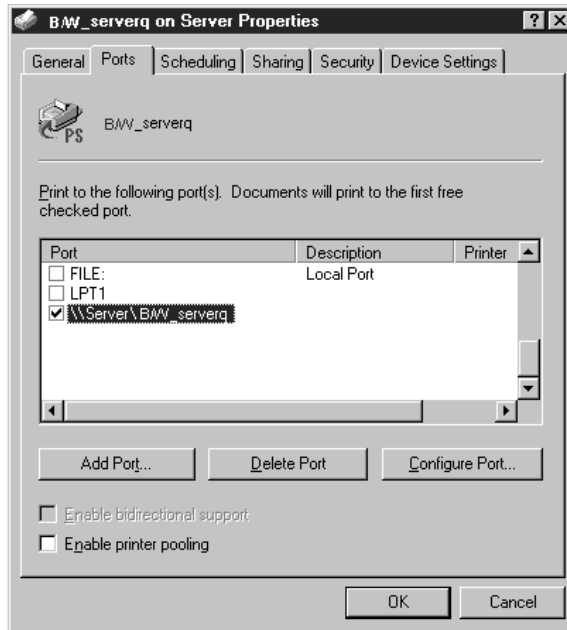 B/W_serverq on Server Properties
General Ports Scheduling Sharing Security Device Settings
PS
B/W_serverq
Print to the following port(s). Documents will print to the first free
checked port.
Port Description Printer
FILE: Local Port
LPT1
\\Server\B/W_serverq
Add Port... Delete Port Configure Port...
Enable bidirectional support
Enable printer pooling
OK Cancel